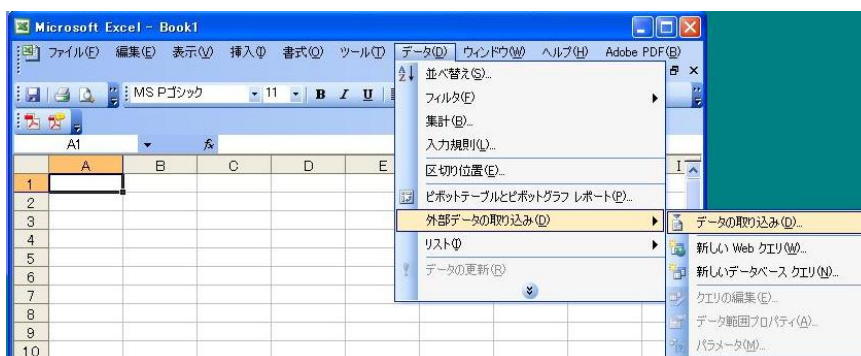 Microsoft Excel - Book1
ファイル(F) 編集(E) 表示(V) 挿入(I) 書式(O) ツール(T) データ(D) ウィンドウ(W) ヘルプ(H) Adobe PDF(B)
並べ替え(S)...
MS Pゴシック 11 B I U
フィルタ(F)
集計(B)...
A1 fx
入力規則(L)...
A B C D E I
区切り位置(E)...
1
ピボットテーブルとピボットグラフ レポート(P)...
2
外部データの取り込み(D)
データの取り込み(D)...
3
リスト(I)
新しい Web クエリ(W)...
4
データの更新(R)
新しいデータベース クエリ(N)...
5
6
クエリの編集(E)...
7
データ範囲プロパティ(A)...
8
パラメータ(M)...
9
10